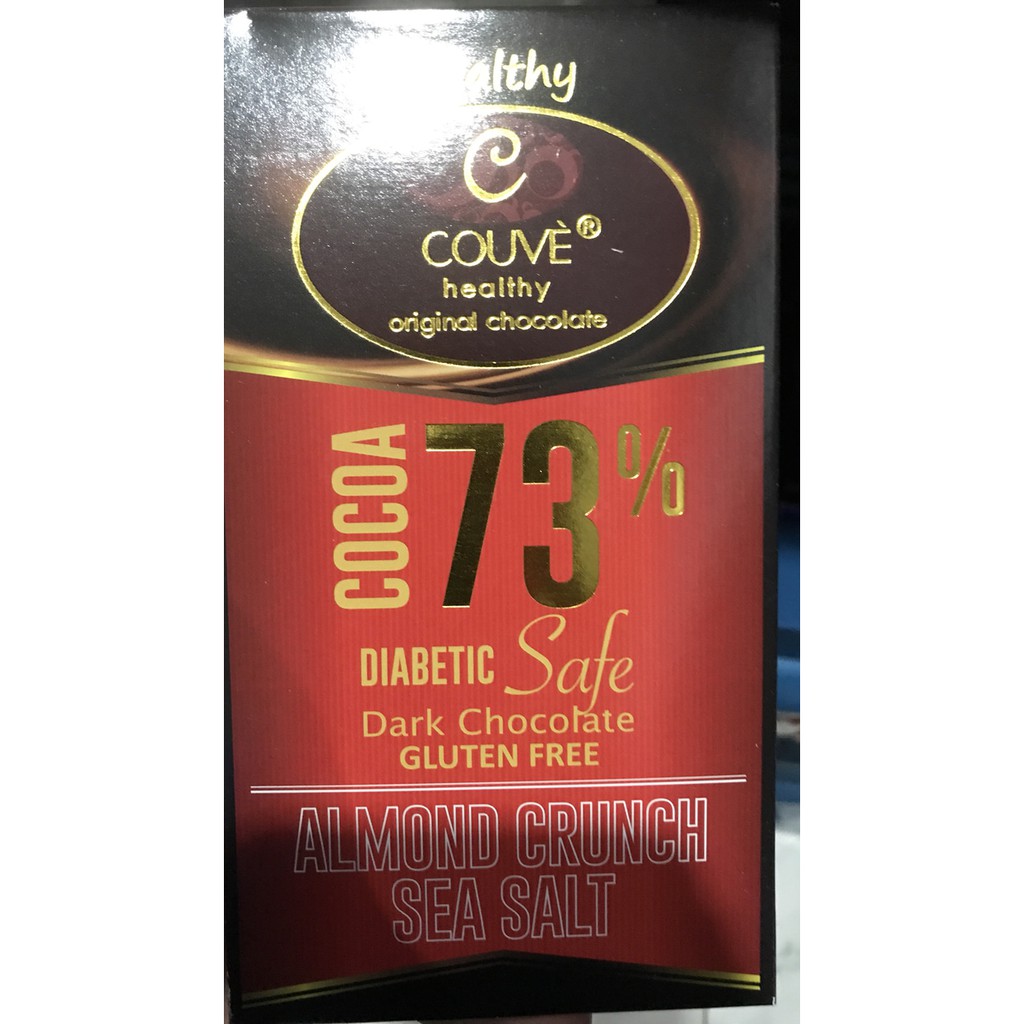 C
COUVÈ®
healthy
original chocolate
COCOA
73%
DIABETIC Safe
Dark Chocolate
GLUTEN FREE
ALMOND CRUNCH
SEA SALT